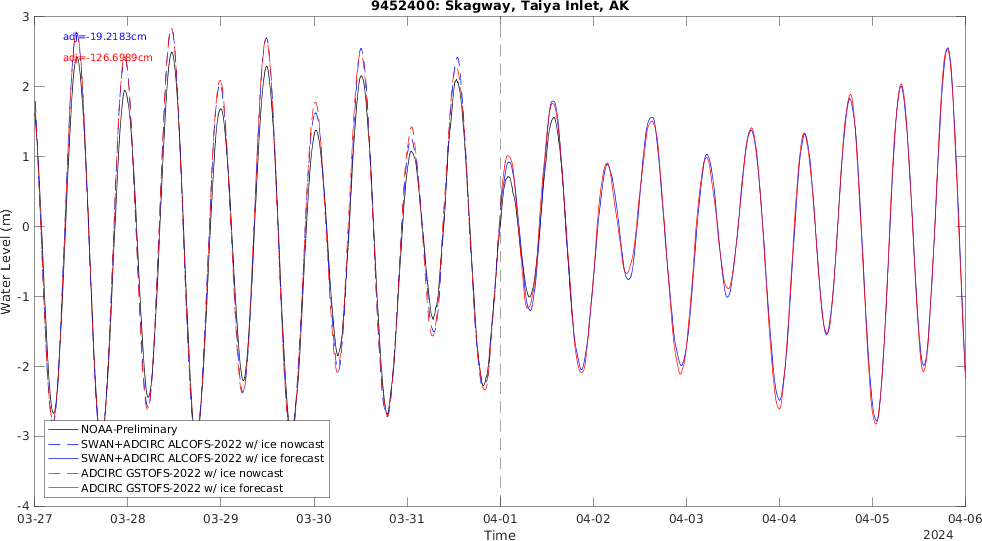 9452400: Skagway, Taiya Inlet, AK
adj=-19.2183cm
adj=-126.6989cm
3
2
1
0
-1
-2
-3
-4
Water Level (m)
NOAA-Preliminary
SWAN+ADCIRC ALCOFS-2022 w/ ice nowcast
SWAN+ADCIRC ALCOFS-2022 w/ ice forecast
ADCIRC GSTOFS-2022 w/ ice nowcast
ADCIRC GSTOFS-2022 w/ ice forecast
03-27 03-28 03-29 03-30 03-31 04-01 04-02 04-03 04-04 04-05 04-06
Time
2024